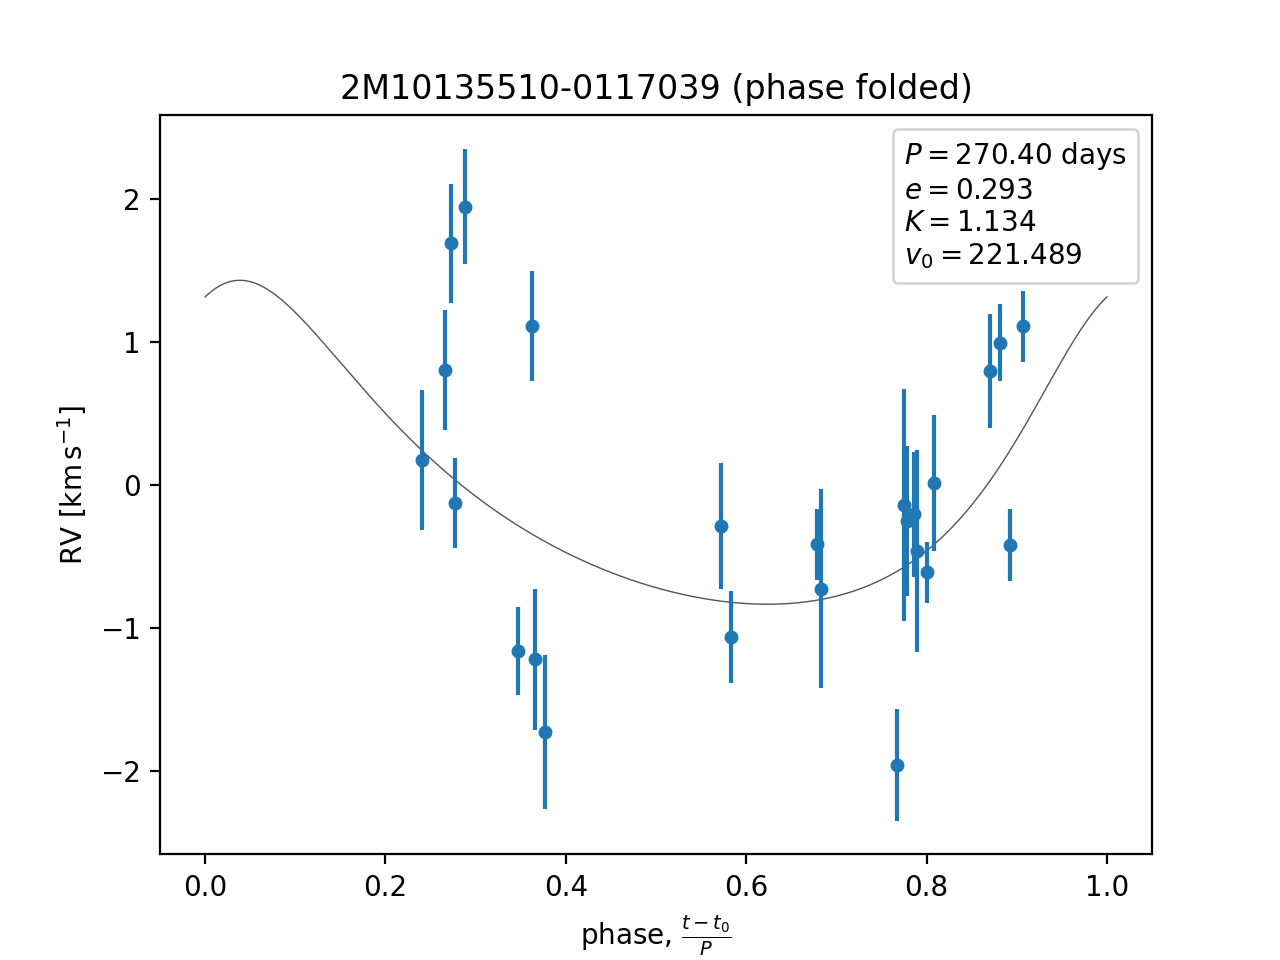 2M10135510-0117039 (phase folded)
P = 270.40 days
e = 0.293
K = 1.134
v₀ = 221.489
RV [km s⁻¹]
2
1
0
−1
−2
0.0 0.2 0.4 0.6 0.8 1.0
phase, (t − t₀)/P